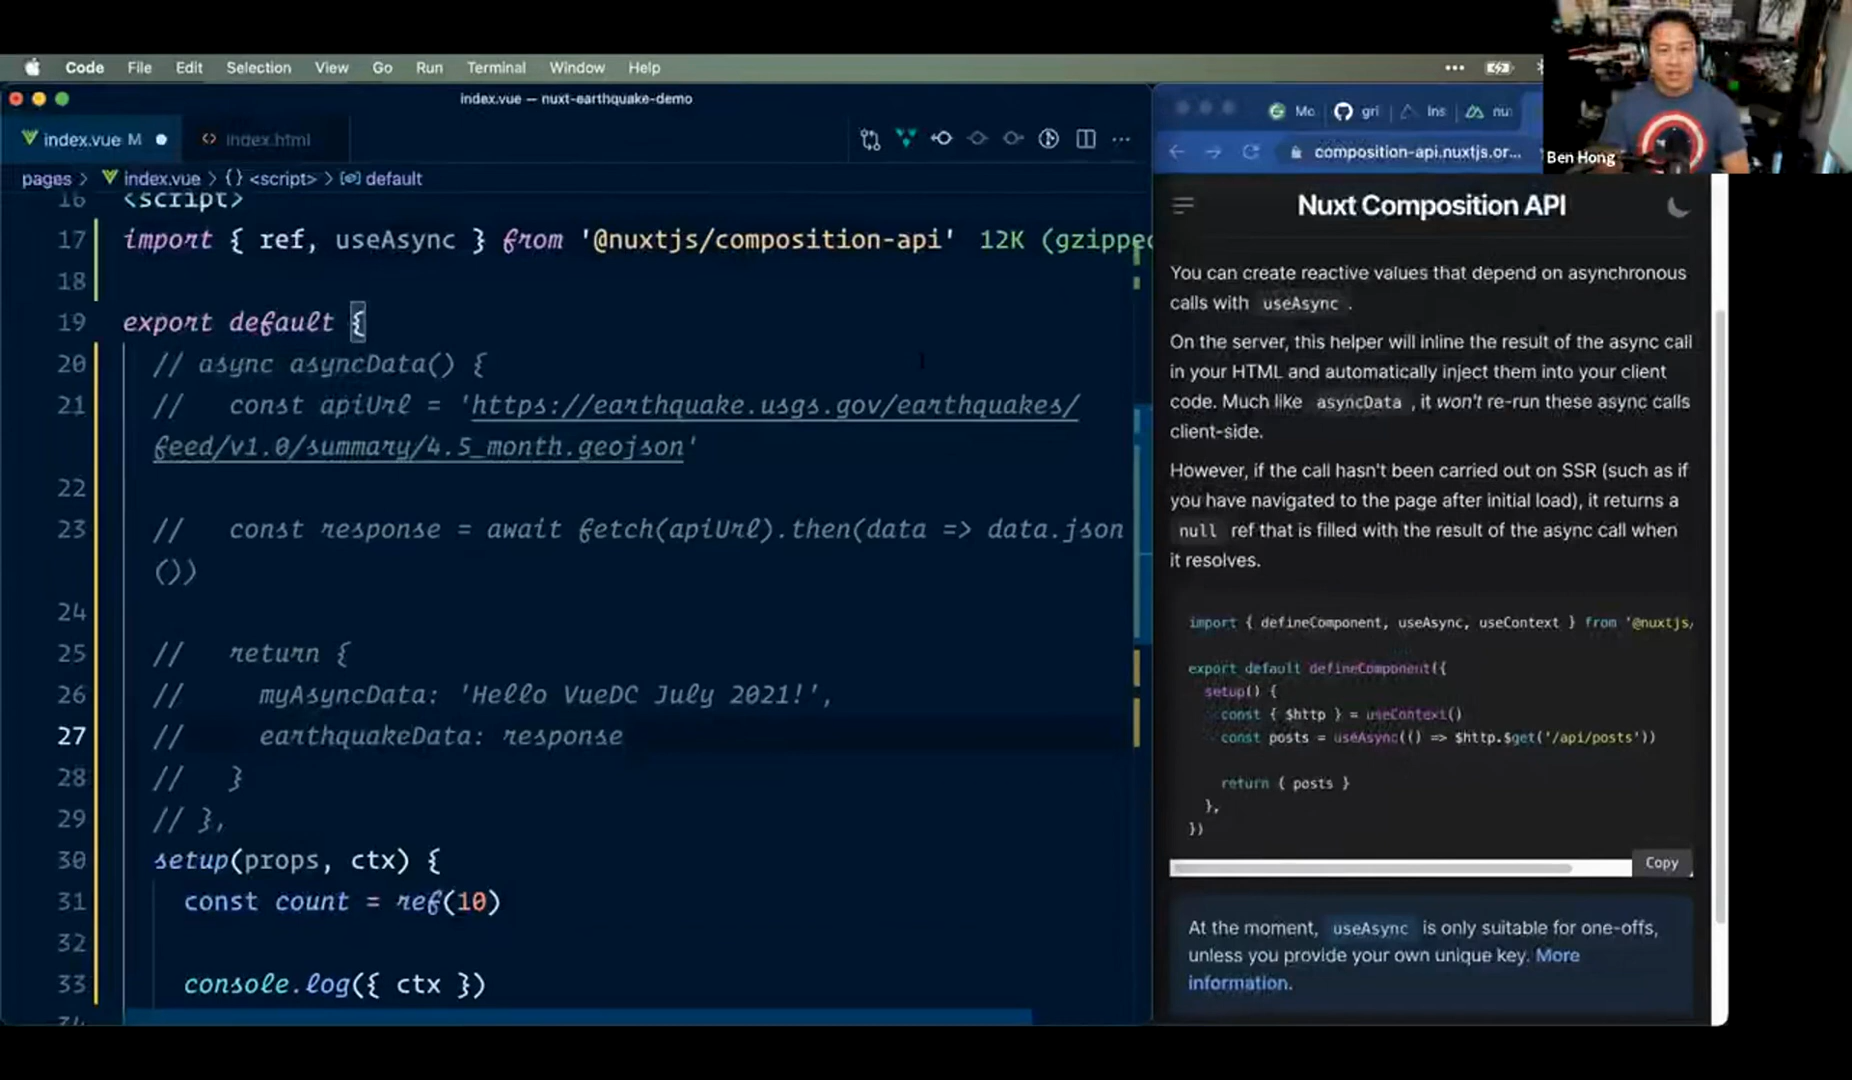 Code File Edit Selection View Go Run Terminal Window Help
index.vue — nuxt-earthquake-demo
index.vue M
index.html
pages > index.vue > {} <script> > default
16 <script>
17 import { ref, useAsync } from '@nuxtjs/composition-api' 12K (gzipped
18
19 export default {
20 // async asyncData() {
21 // const apiUrl = 'https://earthquake.usgs.gov/earthquakes/
feed/v1.0/summary/4.5_month.geojson'
22
23 // const response = await fetch(apiUrl).then(data => data.json
())
24
25 // return {
26 // myAsyncData: 'Hello VueDC July 2021!',
27 // earthquakeData: response
28 // }
29 // },
30 setup(props, ctx) {
31 const count = ref(10)
32
33 console.log({ ctx })
Mo gri Ins nu
composition-api.nuxtjs.or...
Ben Hong
Nuxt Composition API
You can create reactive values that depend on asynchronous
calls with useAsync .
On the server, this helper will inline the result of the async call
in your HTML and automatically inject them into your client
code. Much like asyncData , it won't re-run these async calls
client-side.
However, if the call hasn't been carried out on SSR (such as if
you have navigated to the page after initial load), it returns a
null ref that is filled with the result of the async call when
it resolves.
import { defineComponent, useAsync, useContext } from '@nuxtjs/
export default defineComponent({
setup() {
const { $http } = useContext()
const posts = useAsync(() => $http.$get('/api/posts'))
return { posts }
},
})
Copy
At the moment, useAsync is only suitable for one-offs,
unless you provide your own unique key. More
information.